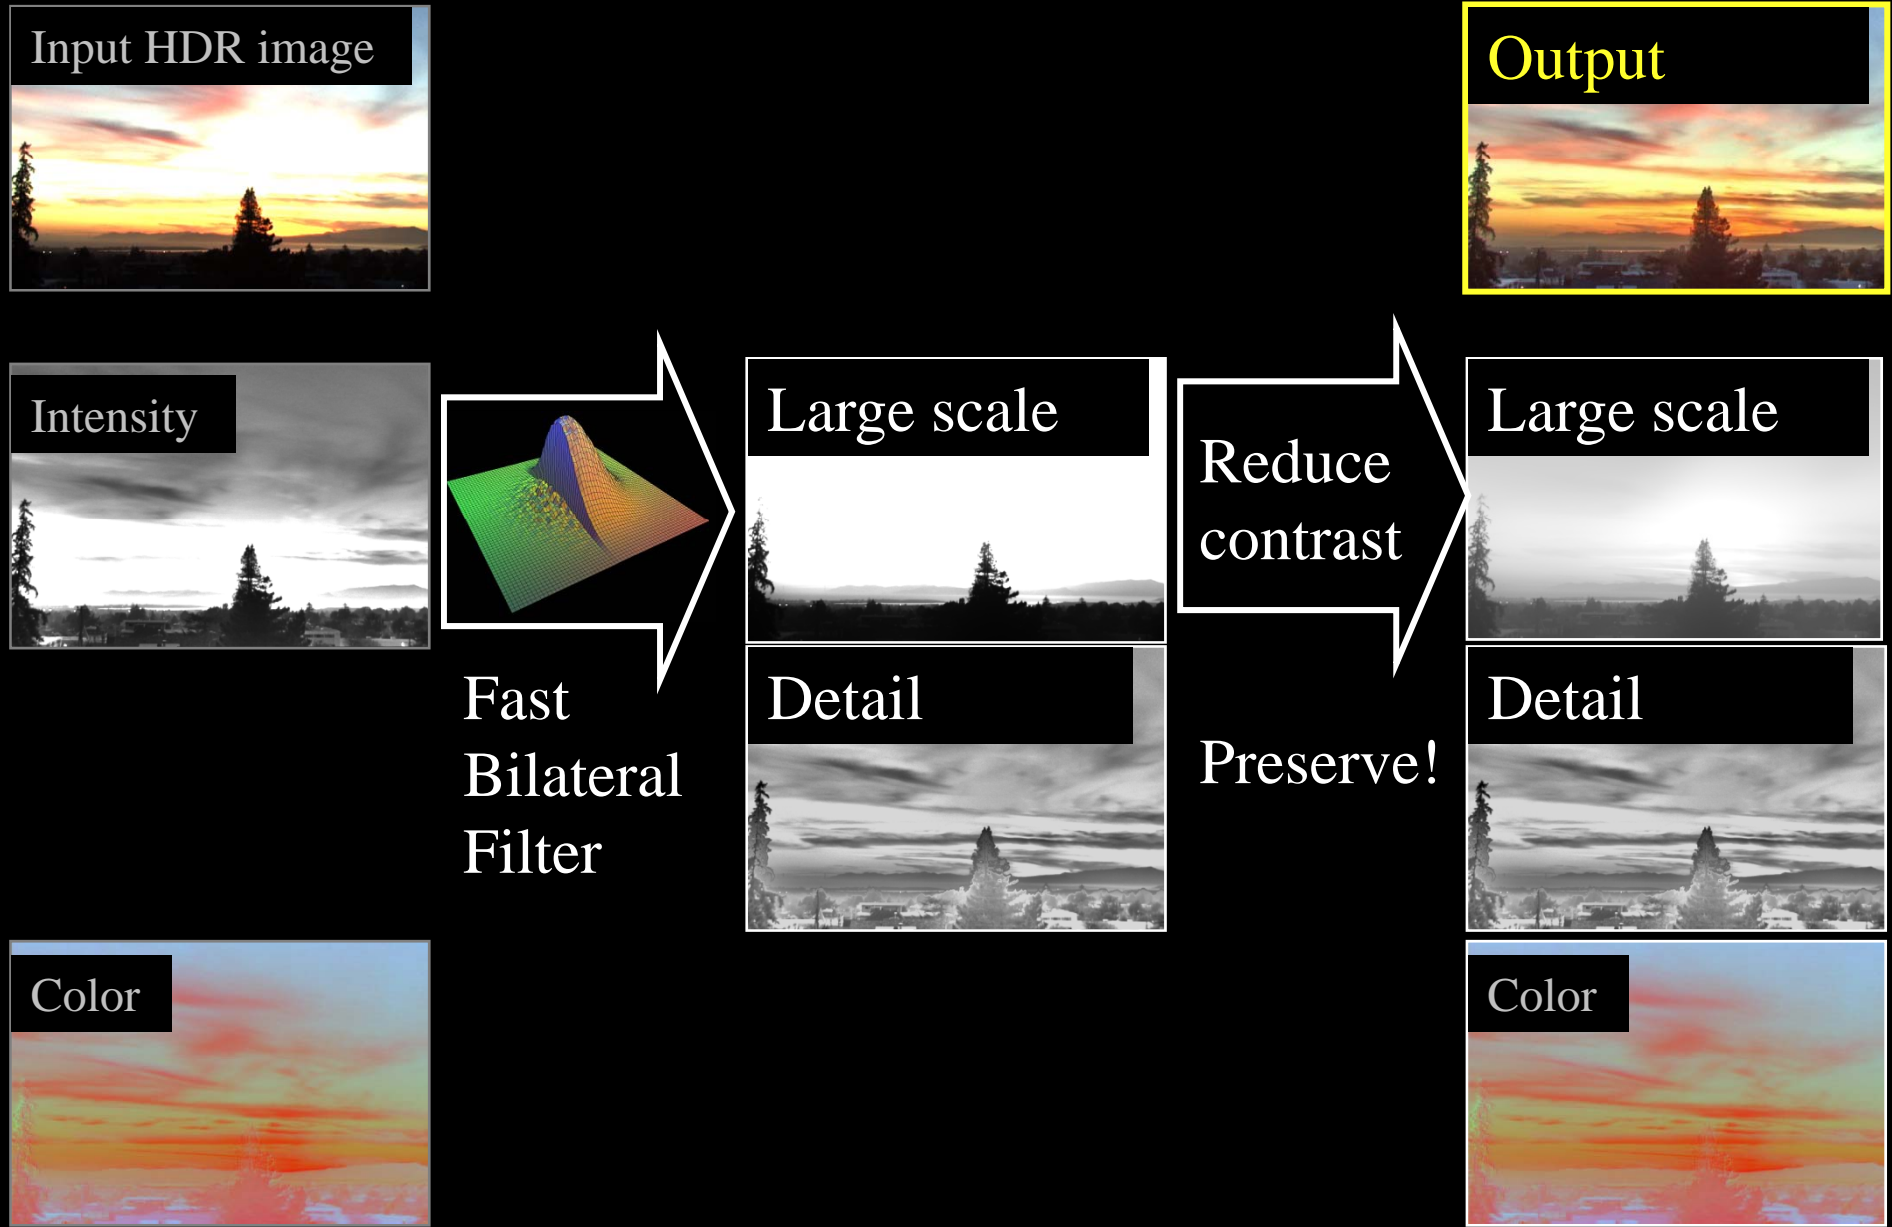 Input HDR image
Output
Intensity
Large scale
Reduce
contrast
Large scale
Fast
Bilateral
Filter
Detail
Preserve!
Detail
Color
Color